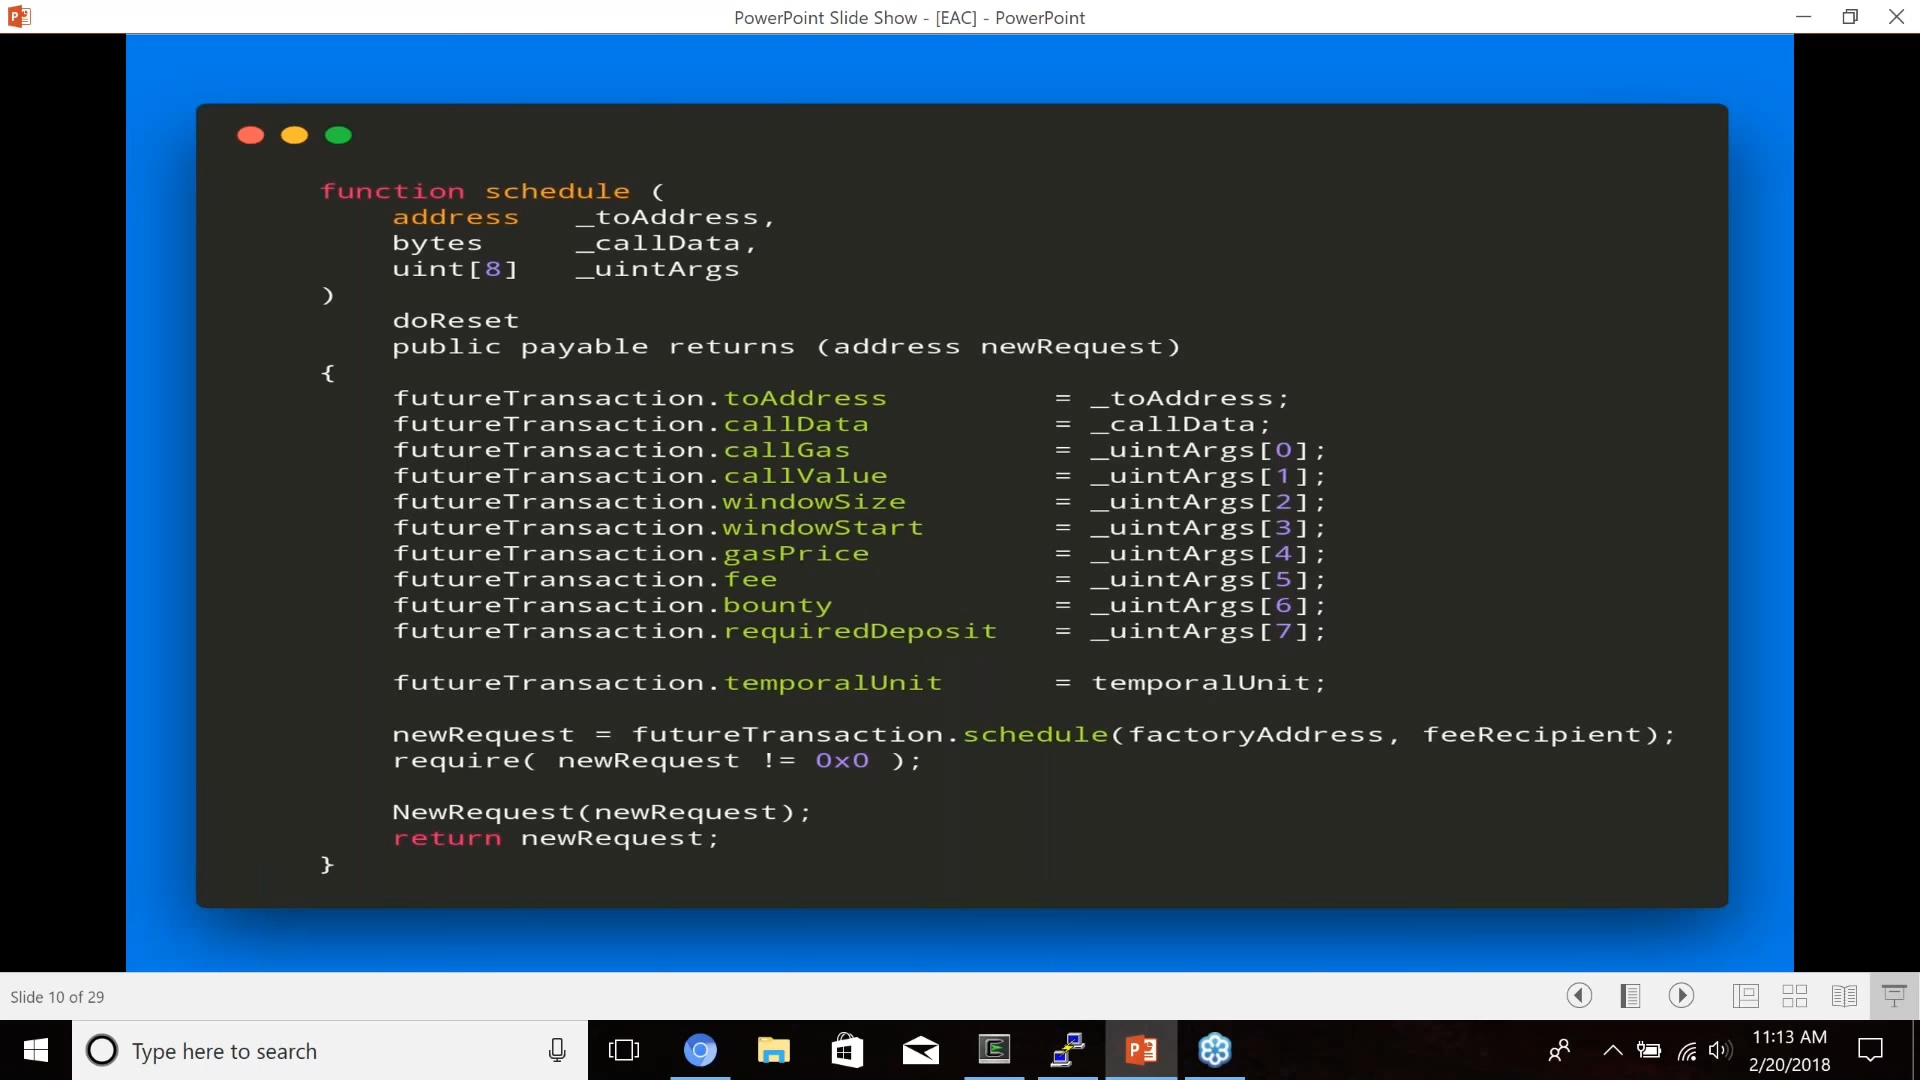 PowerPoint Slide Show - [EAC] - PowerPoint
function schedule (
address _toAddress,
bytes _callData,
uint[8] _uintArgs
)
doReset
public payable returns (address newRequest)
{
futureTransaction.toAddress = _toAddress;
futureTransaction.callData = _callData;
futureTransaction.callGas = _uintArgs[0];
futureTransaction.callValue = _uintArgs[1];
futureTransaction.windowSize = _uintArgs[2];
futureTransaction.windowStart = _uintArgs[3];
futureTransaction.gasPrice = _uintArgs[4];
futureTransaction.fee = _uintArgs[5];
futureTransaction.bounty = _uintArgs[6];
futureTransaction.requiredDeposit = _uintArgs[7];
futureTransaction.temporalUnit = temporalUnit;
newRequest = futureTransaction.schedule(factoryAddress, feeRecipient);
require( newRequest != 0x0 );
NewRequest(newRequest);
return newRequest;
}
Slide 10 of 29
Type here to search
11:13 AM
2/20/2018